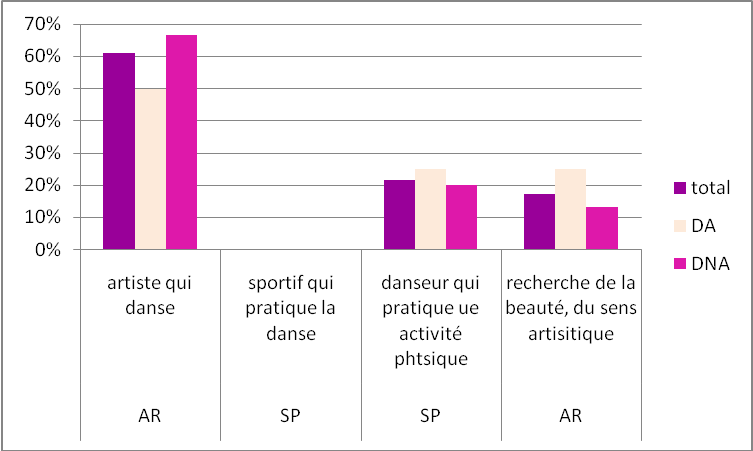 70%
60%
50%
40%
30%
20%
10%
0%
artiste qui
danse
sportif qui
pratique la
danse
danseur qui
pratique ue
activité
phtsique
recherche de la
beauté, du sens
artisitique
AR
SP
SP
AR
total
DA
DNA